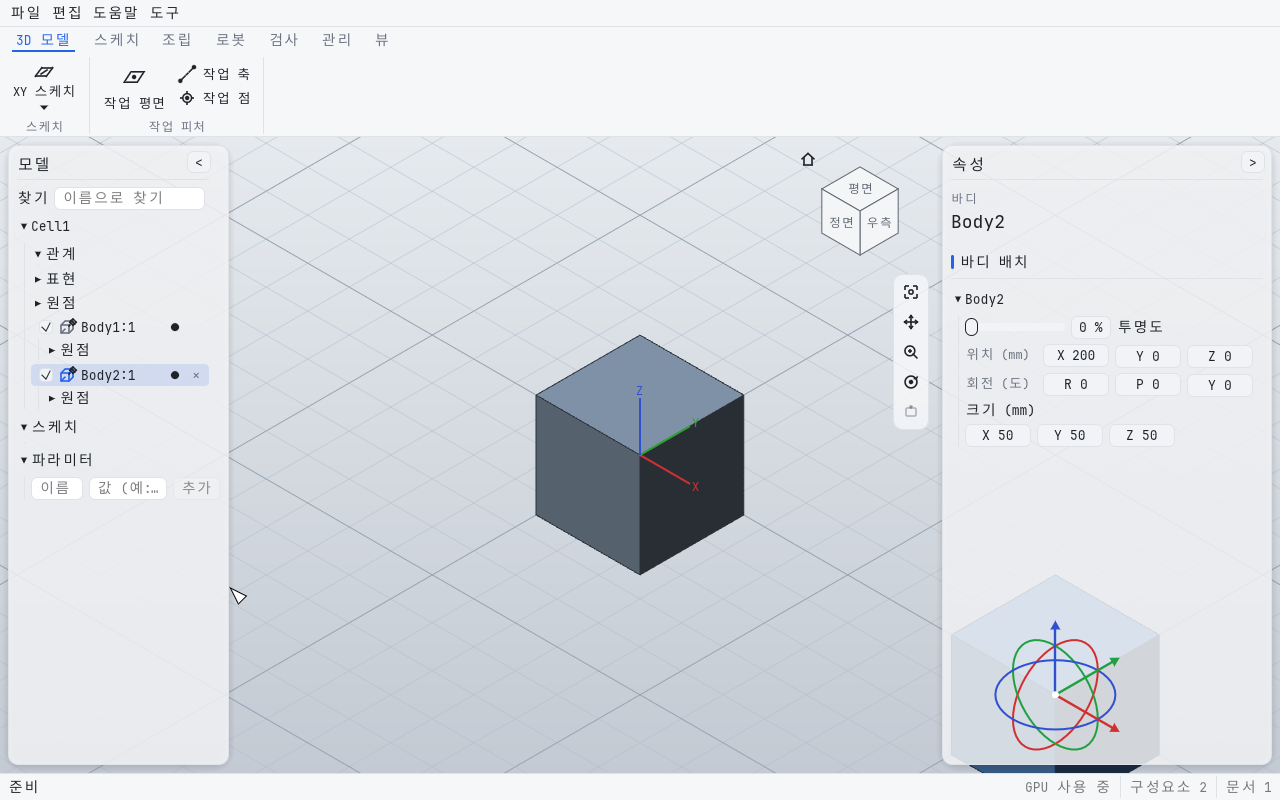 파일 편집 도움말 도구
3D 모델 스케치 조립 로봇 검사 관리 뷰
XY 스케치
작업 평면
작업 축
작업 점
스케치
작업 피처
모델
<
찾기 이름으로 찾기
Cell1
관계
표현
원점
Body1:1
원점
Body2:1 ×
원점
스케치
파라미터
이름 값 (예:… 추가
평면
정면 우측
Z
Y
X
속성
>
바디
Body2
바디 배치
Body2
0 % 투명도
위치 (mm) X 200 Y 0 Z 0
회전 (도) R 0 P 0 Y 0
크기 (mm)
X 50 Y 50 Z 50
준비
GPU 사용 중 구성요소 2 문서 1